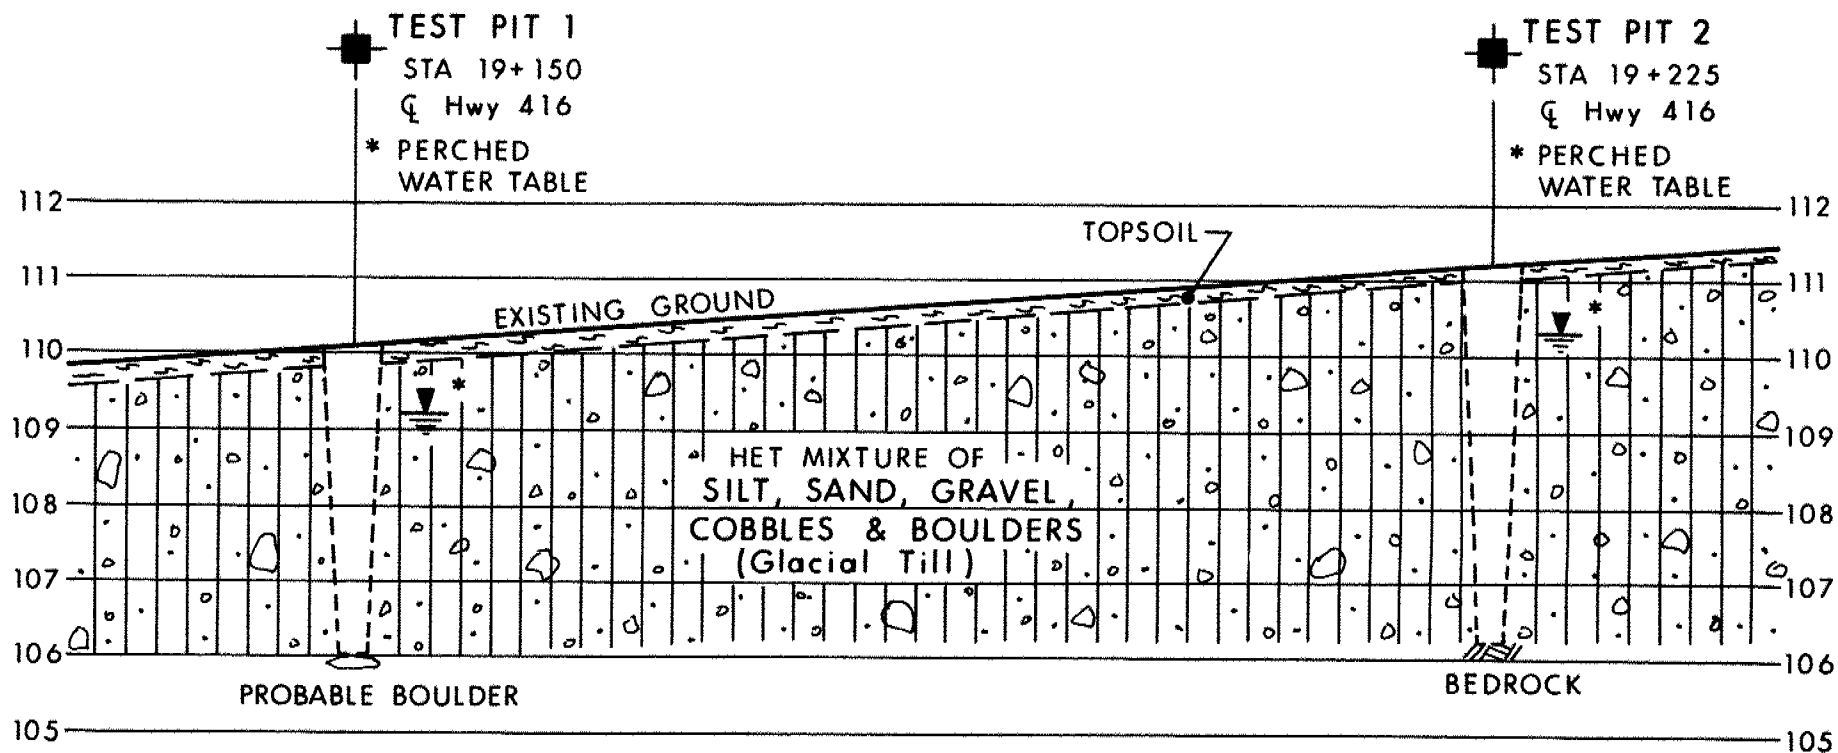 TEST PIT 1
STA 19+150
℄ Hwy 416
* PERCHED
WATER TABLE
TEST PIT 2
STA 19+225
℄ Hwy 416
* PERCHED
WATER TABLE
112
112
TOPSOIL
111
111
EXISTING GROUND
110
110
*
*
109
109
HET MIXTURE OF
SILT, SAND, GRAVEL,
COBBLES & BOULDERS
(Glacial Till)
108
108
107
107
106
106
PROBABLE BOULDER
BEDROCK
105
105